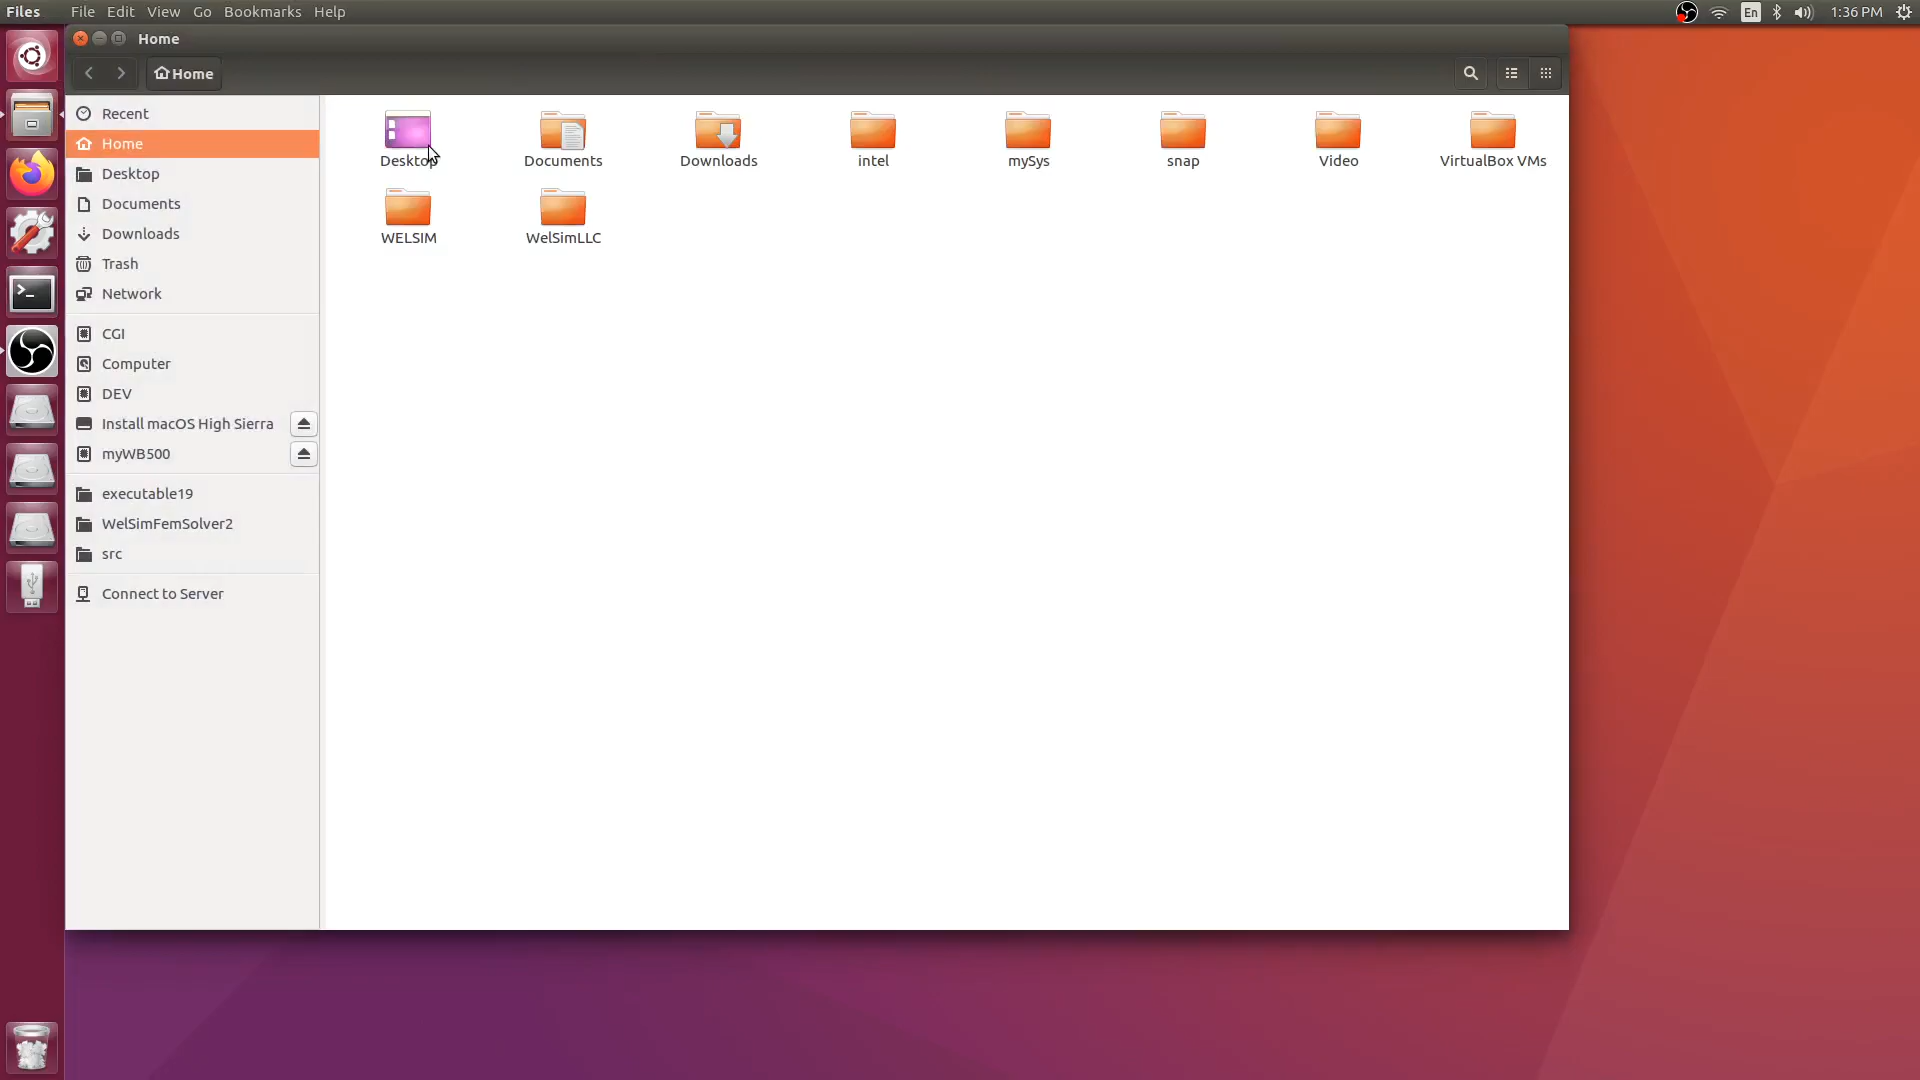 Files File Edit View Go Bookmarks Help En 1:36 PM
Home
Home
Recent
Home
Desktop
Documents
Downloads
Trash
Network
CGI
Computer
DEV
Install macOS High Sierra
myWB500
executable19
WelSimFemSolver2
src
Connect to Server
Desktop Documents Downloads intel mySys snap Video VirtualBox VMs
WELSIM WelSimLLC